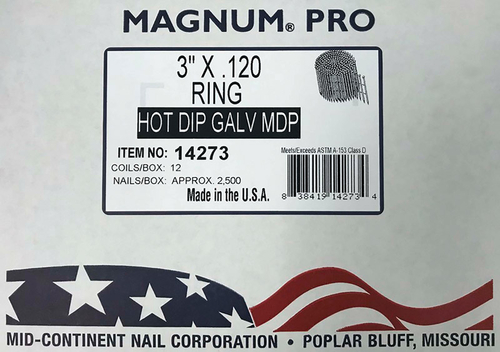 MAGNUM® PRO
3" X .120
RING
HOT DIP GALV MDP
ITEM NO: 14273
Meets/Exceeds ASTM A-153 Class D
COILS/BOX: 12
NAILS/BOX: APPROX. 2,500
Made in the U.S.A.
8 38419 14273 4
MID-CONTINENT NAIL CORPORATION • POPLAR BLUFF, MISSOURI